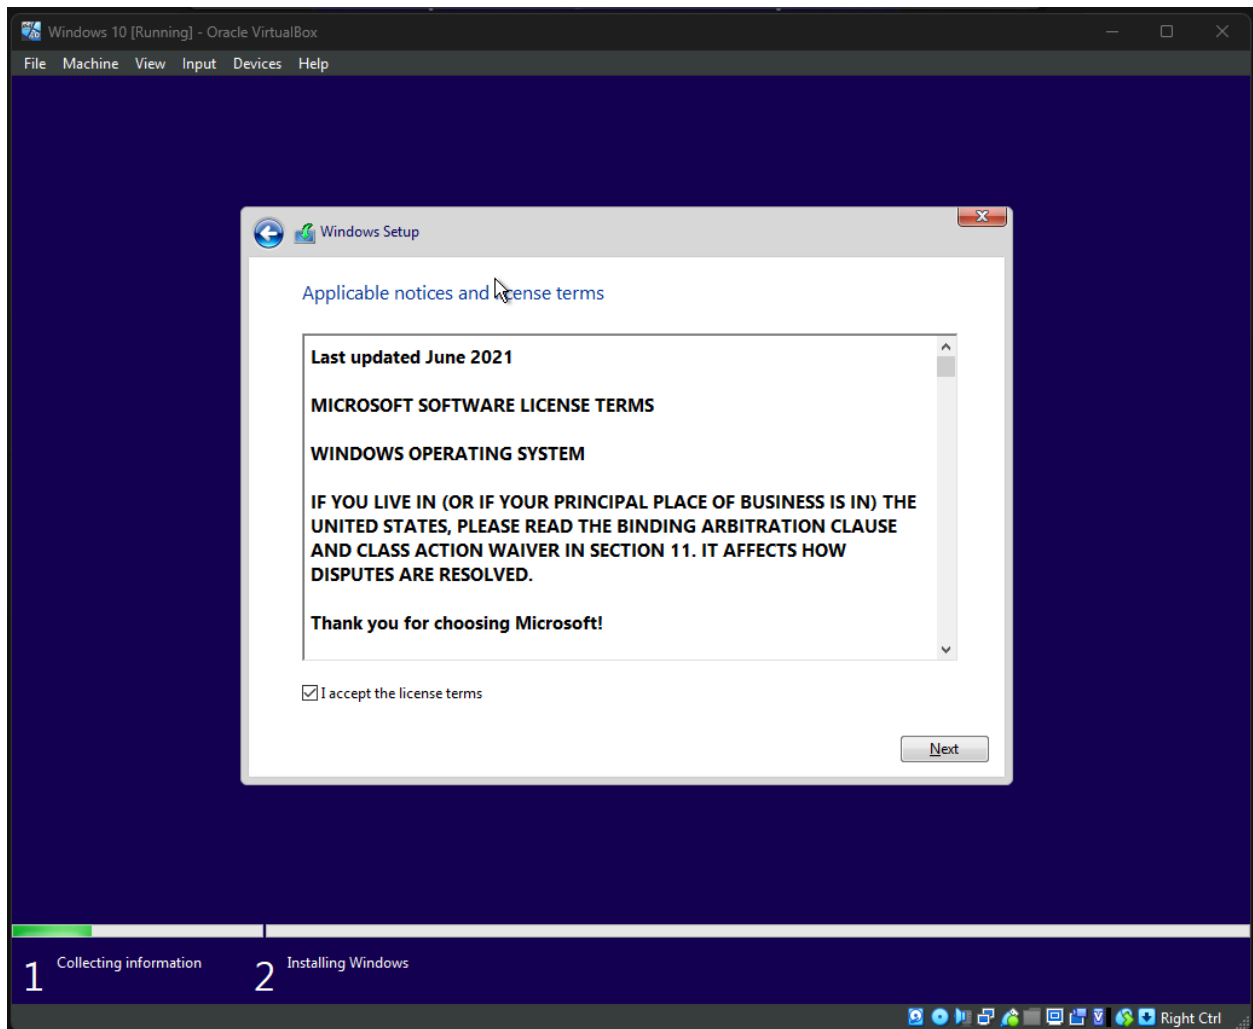 Windows 10 [Running] - Oracle VirtualBox
File Machine View Input Devices Help
Windows Setup
Applicable notices and license terms
Last updated June 2021
MICROSOFT SOFTWARE LICENSE TERMS
WINDOWS OPERATING SYSTEM
IF YOU LIVE IN (OR IF YOUR PRINCIPAL PLACE OF BUSINESS IS IN) THE
UNITED STATES, PLEASE READ THE BINDING ARBITRATION CLAUSE
AND CLASS ACTION WAIVER IN SECTION 11. IT AFFECTS HOW
DISPUTES ARE RESOLVED.
Thank you for choosing Microsoft!
I accept the license terms
Next
1 Collecting information 2 Installing Windows
Right Ctrl